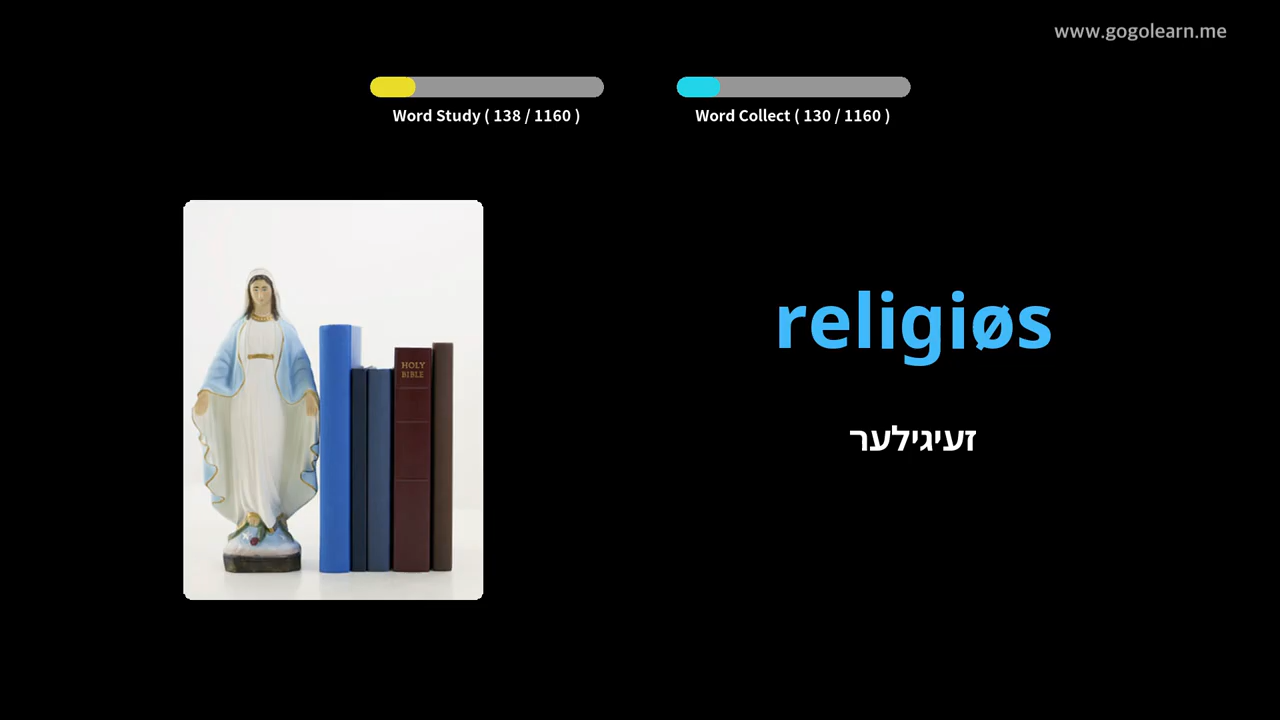 www.gogolearn.me
Word Study ( 138 / 1160 )
Word Collect ( 130 / 1160 )
HOLY
BIBLE
religiøs
זעיגילער